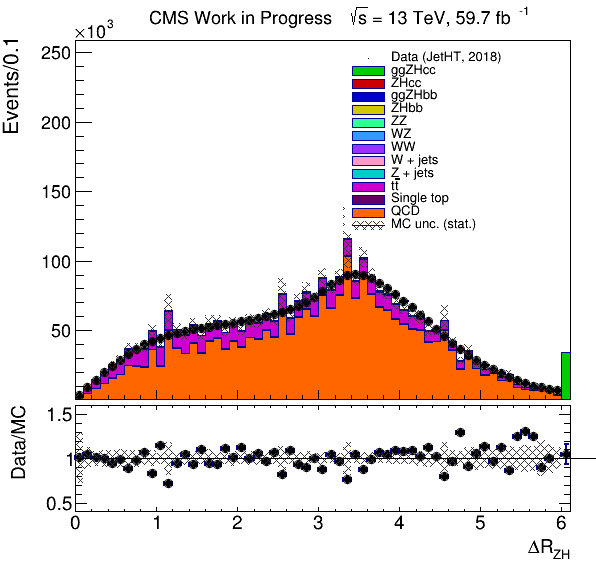 CMS Work in Progress √s = 13 TeV, 59.7 fb⁻¹
×10³
Events/0.1
250
200
150
100
50
Data (JetHT, 2018)
ggZHcc
ZHcc
ggZHbb
ZHbb
ZZ
WZ
WW
W + jets
Z + jets
tt̅
Single top
QCD
MC unc. (stat.)
Data/MC
1.5
1
0.5
0 1 2 3 4 5 6
ΔR_ZH